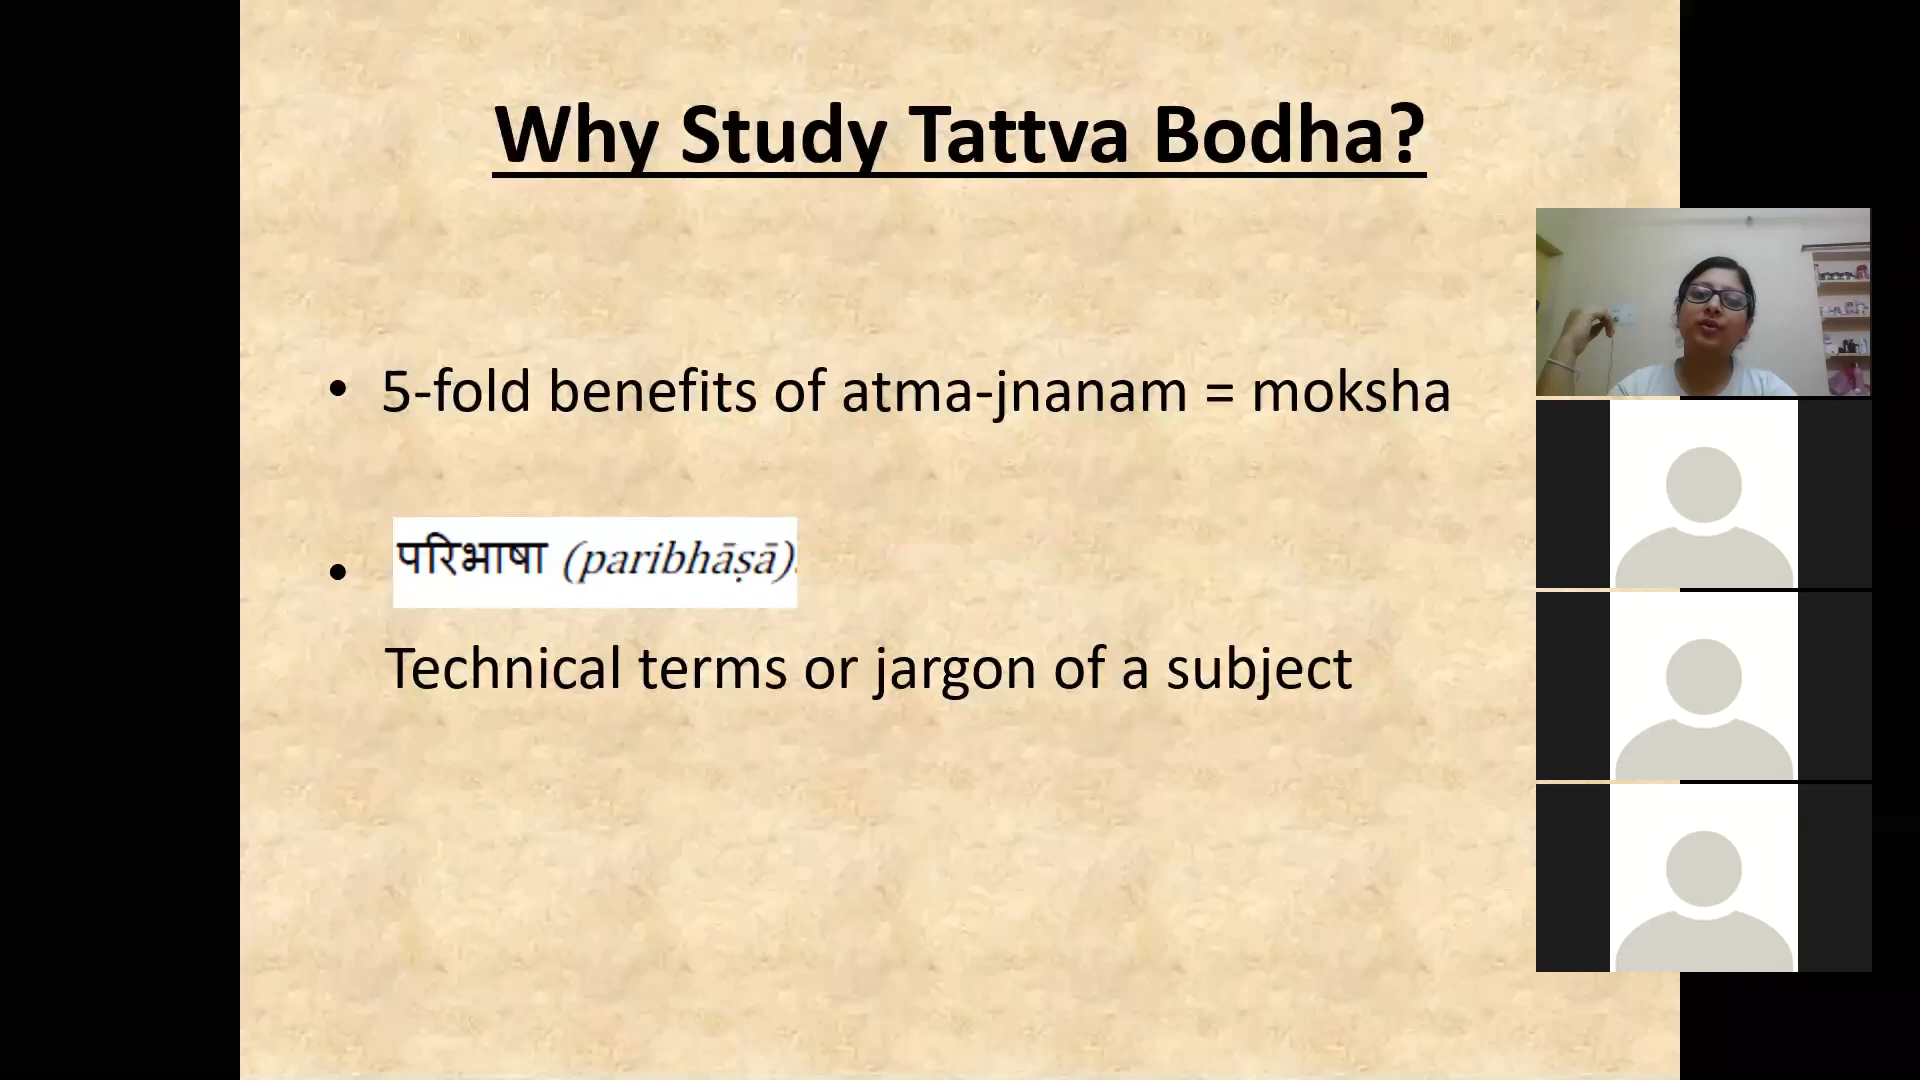 Why Study Tattva Bodha?
• 5-fold benefits of atma-jnanam = moksha
• परिभाषा (paribhāṣā).
Technical terms or jargon of a subject